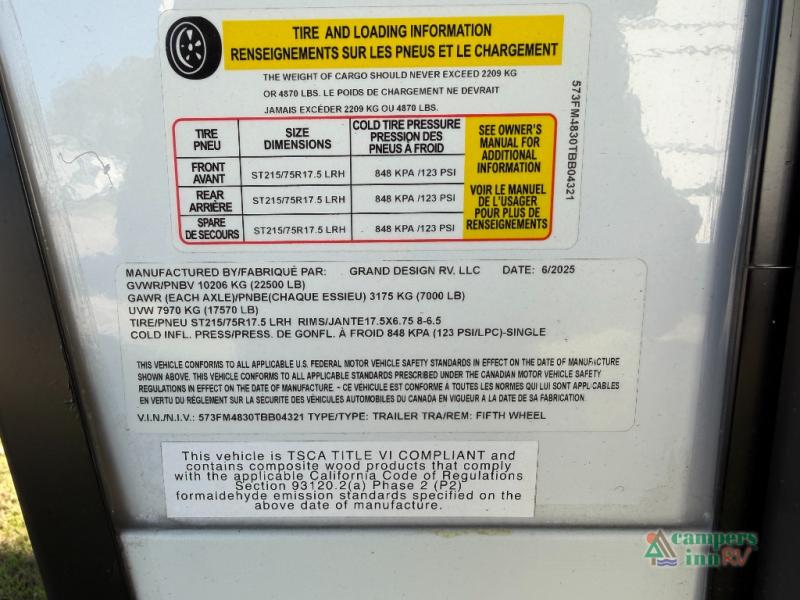 TIRE AND LOADING INFORMATION
RENSEIGNEMENTS SUR LES PNEUS ET LE CHARGEMENT
THE WEIGHT OF CARGO SHOULD NEVER EXCEED 2209 KG
OR 4870 LBS. LE POIDS DE CHARGEMENT NE DEVRAIT
JAMAIS EXCÉDER 2209 KG OU 4870 LBS.
TIRE
PNEU
SIZE
DIMENSIONS
COLD TIRE PRESSURE
PRESSION DES
PNEUS À FROID
FRONT
AVANT
ST215/75R17.5 LRH
848 KPA /123 PSI
REAR
ARRIÈRE
ST215/75R17.5 LRH
848 KPA /123 PSI
SPARE
DE SECOURS
ST215/75R17.5 LRH
848 KPA /123 PSI
SEE OWNER'S
MANUAL FOR
ADDITIONAL
INFORMATION
VOIR LE MANUEL
DE L'USAGER
POUR PLUS DE
RENSEIGNEMENTS
573FM4830TBB04321
MANUFACTURED BY/FABRIQUÉ PAR: GRAND DESIGN RV, LLC DATE: 6/2025
GVWR/PNBV 10206 KG (22500 LB)
GAWR (EACH AXLE)/PNBE(CHAQUE ESSIEU) 3175 KG (7000 LB)
UVW 7970 KG (17570 LB)
TIRE/PNEU ST215/75R17.5 LRH RIMS/JANTE17.5X6.75 8-6.5
COLD INFL. PRESS/PRESS. DE GONFL. À FROID 848 KPA (123 PSI/LPC)-SINGLE
THIS VEHICLE CONFORMS TO ALL APPLICABLE U.S. FEDERAL MOTOR VEHICLE SAFETY STANDARDS IN EFFECT ON THE DATE OF MANUFACTURE
SHOWN ABOVE. THIS VEHICLE CONFORMS TO ALL APPLICABLE STANDARDS PRESCRIBED UNDER THE CANADIAN MOTOR VEHICLE SAFETY
REGULATIONS IN EFFECT ON THE DATE OF MANUFACTURE. - CE VÉHICULE EST CONFORME À TOUTES LES NORMES QUI LUI SONT APPLICABLES
EN VERTU DU RÈGLEMENT SUR LA SÉCURITÉ DES VÉHICULES AUTOMOBILES DU CANADA EN VIGUEUR A LA DATE DE SA FABRICATION.
V.I.N./N.I.V.: 573FM4830TBB04321 TYPE/TYPE: TRAILER TRA/REM: FIFTH WHEEL
This vehicle is TSCA TITLE VI COMPLIANT and
contains composite wood products that comply
with the applicable California Code of Regulations
Section 93120.2(a) Phase 2 (P2)
formaldehyde emission standards specified on the
above date of manufacture.
campers
inn RV